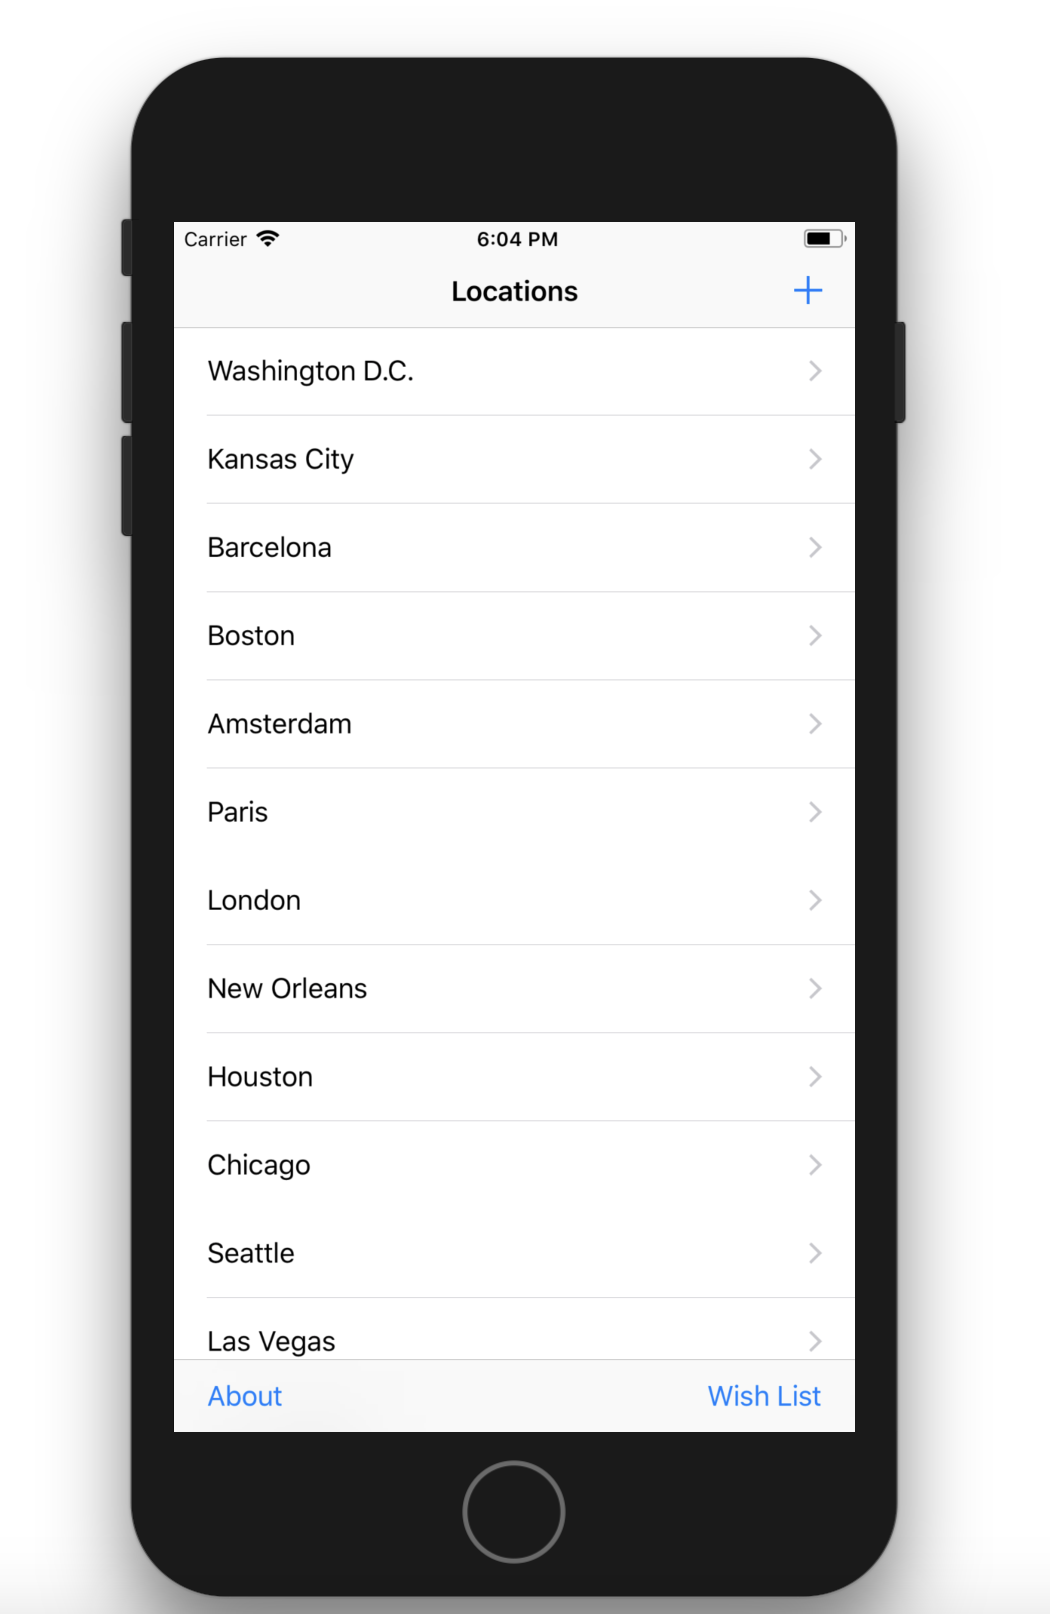 Carrier 6:04 PM
Locations
Washington D.C.
Kansas City
Barcelona
Boston
Amsterdam
Paris
London
New Orleans
Houston
Chicago
Seattle
Las Vegas
About Wish List